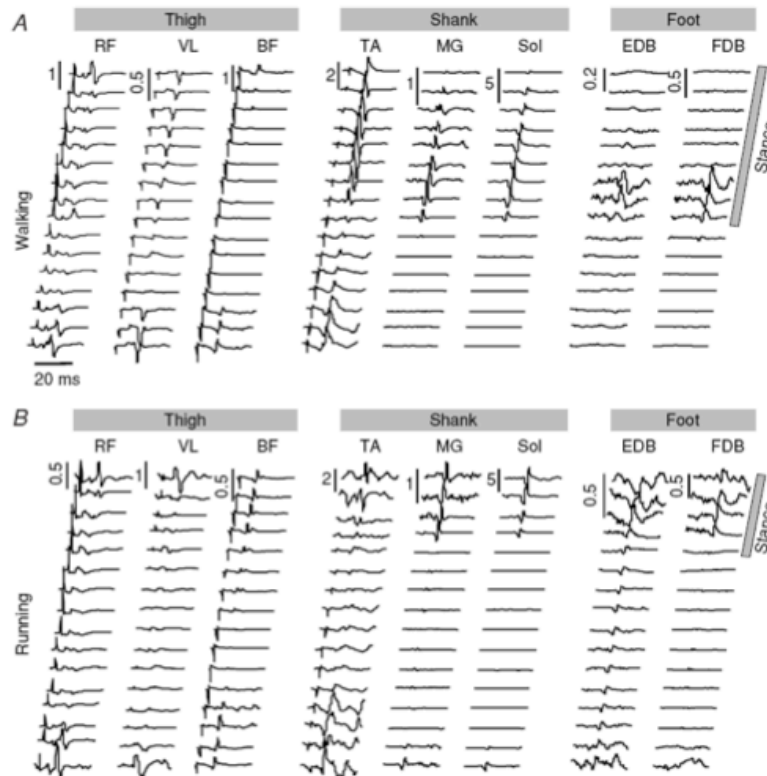 A
Thigh Shank Foot
RF VL BF TA MG Sol EDB FDB
1 0.5 1 2 1 5 0.2 0.5
Stance
Walking
20 ms
B
Thigh Shank Foot
RF VL BF TA MG Sol EDB FDB
0.5 1 0.5 2 1 5 0.5 0.5
Stance
Running